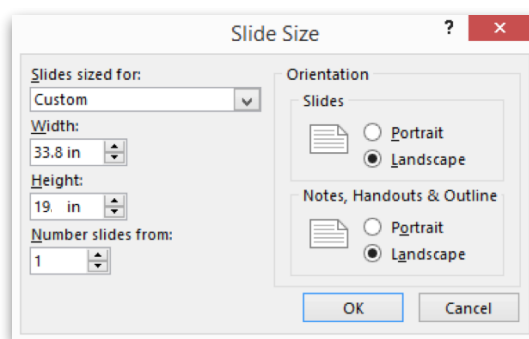 Slide Size
? ×
Slides sized for:
Custom
Width:
33.8 in
Height:
19. in
Number slides from:
1
Orientation
Slides
Portrait
Landscape
Notes, Handouts & Outline
Portrait
Landscape
OK
Cancel